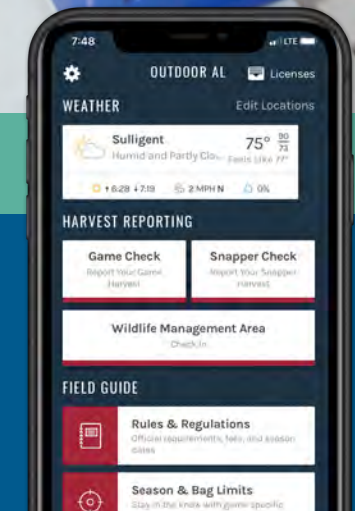 7:48
LTE
OUTDOOR AL
Licenses
WEATHER
Edit Locations
Sulligent
75° 90 73
Humid and Partly Clo... Feels Like 77°
6:28 7:19 2 MPH N 0%
HARVEST REPORTING
Game Check
Report Your Game
Harvest
Snapper Check
Report Your Snapper
Harvest
Wildlife Management Area
Check In
FIELD GUIDE
Rules & Regulations
Official requirements, fees, and season
dates
Season & Bag Limits
Stay in the know with game specific